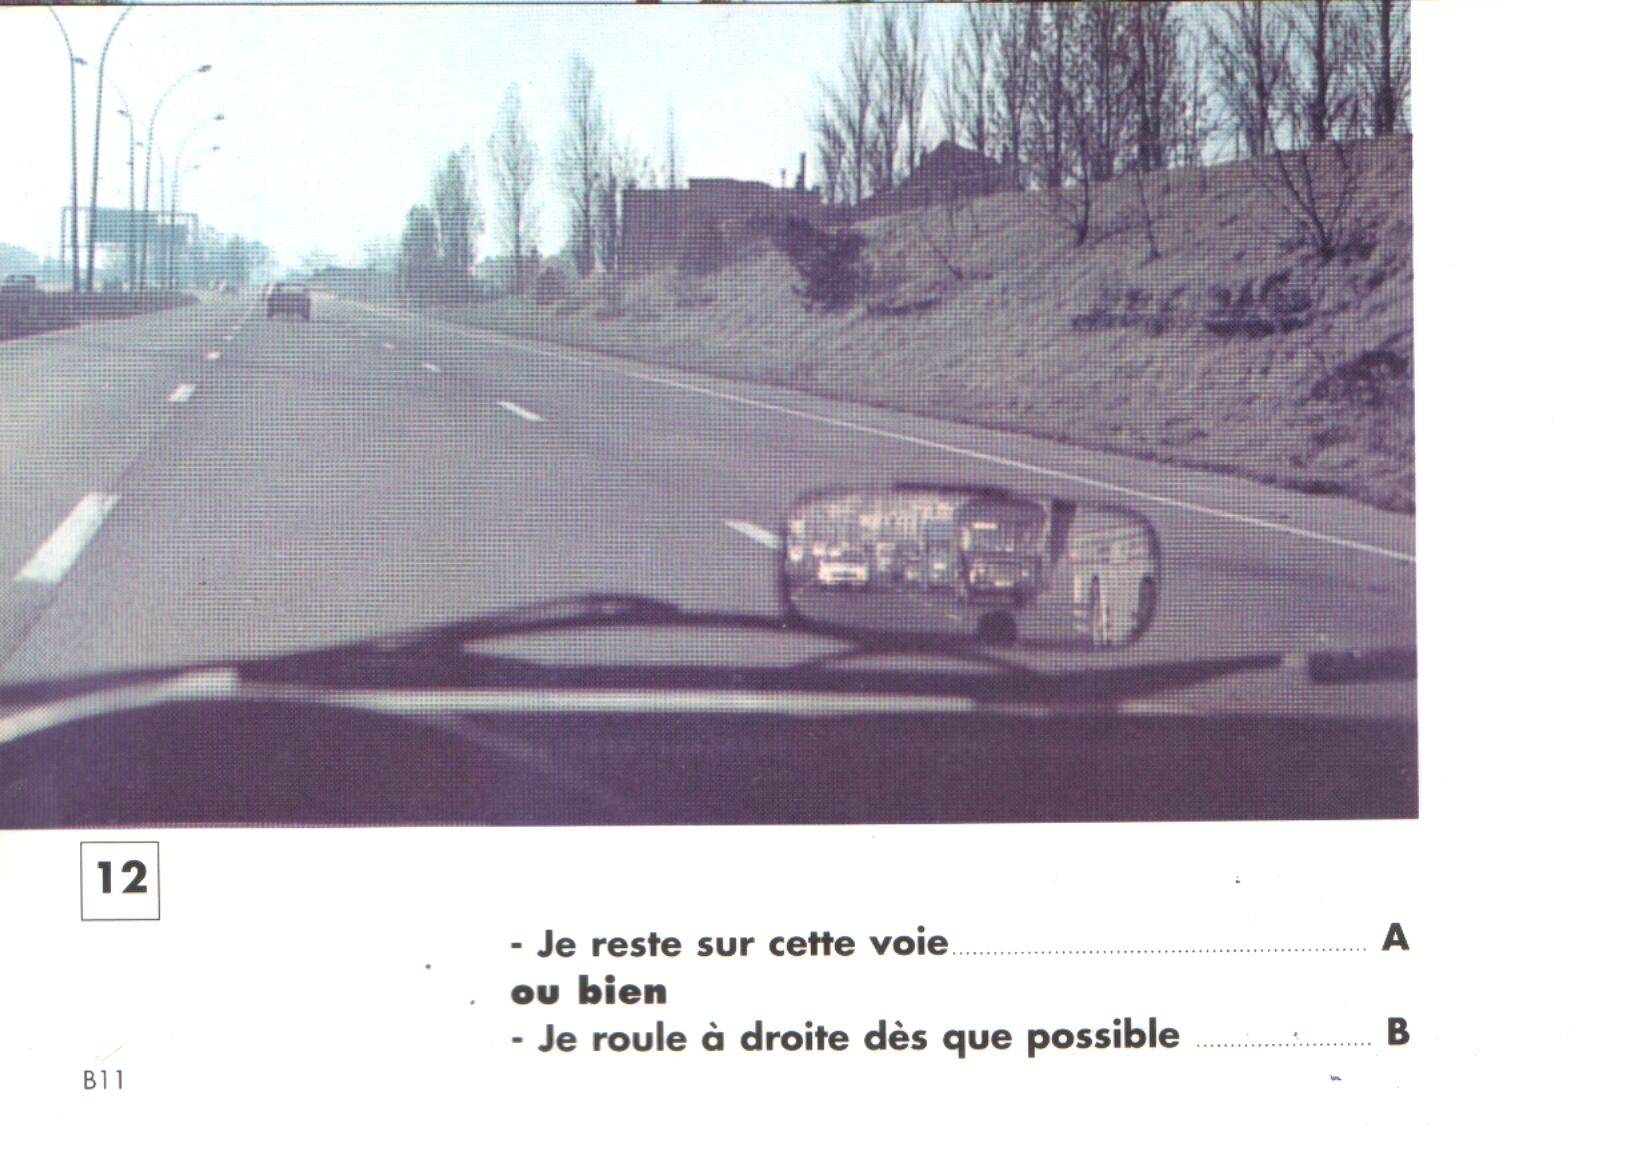 12
- Je reste sur cette voie A
ou bien
- Je roule à droite dès que possible B
B11